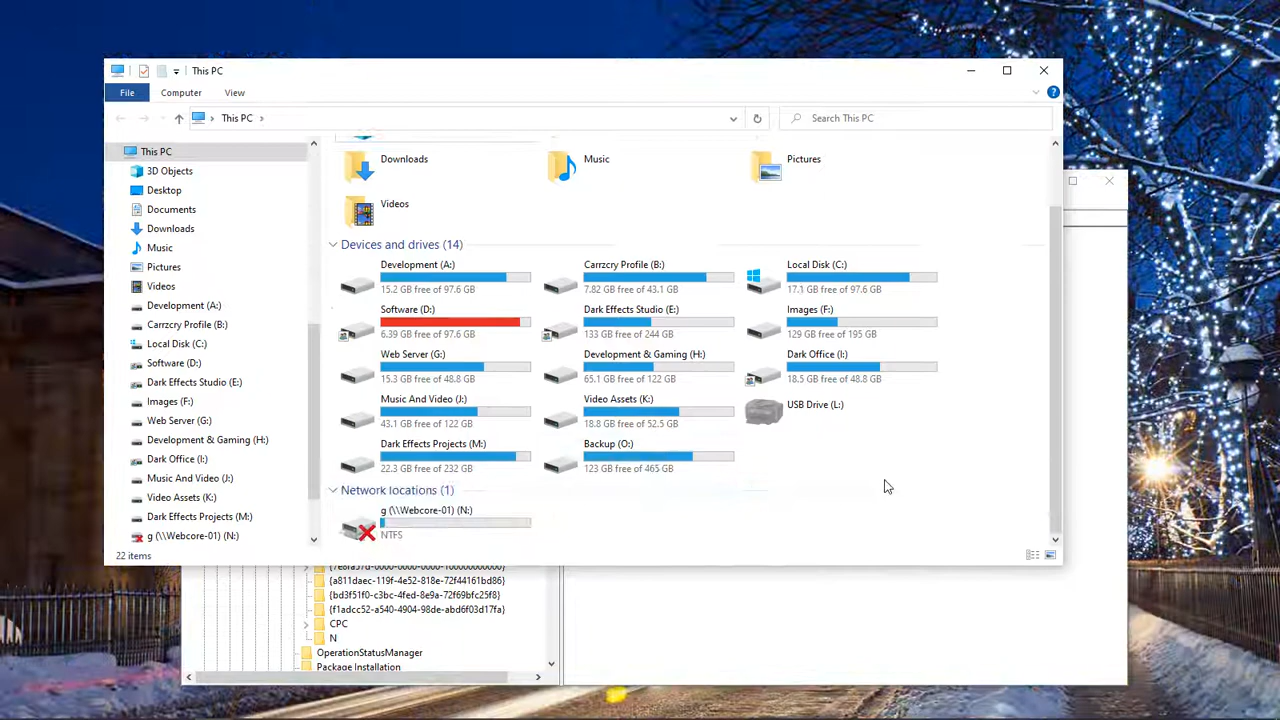 This PC
File
Computer
View
This PC
Search This PC
This PC
3D Objects
Desktop
Documents
Downloads
Music
Pictures
Videos
Development (A:)
Carrzcry Profile (B:)
Local Disk (C:)
Software (D:)
Dark Effects Studio (E:)
Images (F:)
Web Server (G:)
Development & Gaming (H:)
Dark Office (I:)
Music And Video (J:)
Video Assets (K:)
Dark Effects Projects (M:)
g (\\Webcore-01) (N:)
22 items
Downloads
Music
Pictures
Videos
Devices and drives (14)
Development (A:)
15.2 GB free of 97.6 GB
Carrzcry Profile (B:)
7.82 GB free of 43.1 GB
Local Disk (C:)
17.1 GB free of 97.6 GB
Software (D:)
6.39 GB free of 97.6 GB
Dark Effects Studio (E:)
133 GB free of 244 GB
Images (F:)
129 GB free of 195 GB
Web Server (G:)
15.3 GB free of 48.8 GB
Development & Gaming (H:)
65.1 GB free of 122 GB
Dark Office (I:)
18.5 GB free of 48.8 GB
Music And Video (J:)
43.1 GB free of 122 GB
Video Assets (K:)
18.8 GB free of 52.5 GB
USB Drive (L:)
Dark Effects Projects (M:)
22.3 GB free of 232 GB
Backup (O:)
123 GB free of 465 GB
Network locations (1)
g (\\Webcore-01) (N:)
NTFS
{a811daec-119f-4e52-818e-72f44161bd86}
{bd3f51f0-c3bc-4fed-8e9a-72f69bfc25f8}
{f1adcc52-a540-4904-98de-abd6f03d17fa}
CPC
N
OperationStatusManager
Package Installation